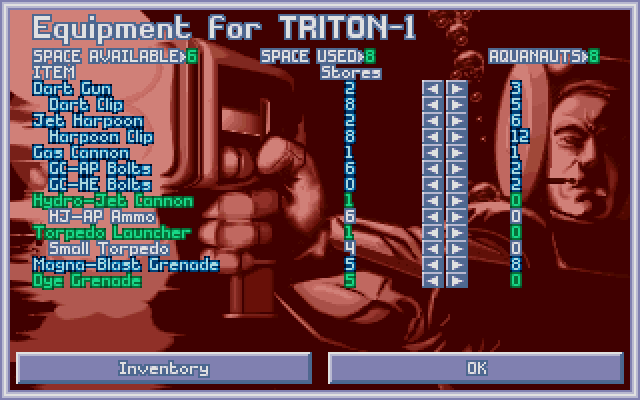 Equipment for TRITON-1
SPACE AVAILABLE>6 SPACE USED>8 AQUANAUTS>8
ITEM Stores
Dart Gun 2 3
Dart Clip 8 5
Jet Harpoon 2 6
Harpoon Clip 8 12
Gas Cannon 1 1
GC-AP Bolts 6 2
GC-HE Bolts 0 2
Hydro-Jet Cannon 1 0
HJ-AP Ammo 6 0
Torpedo Launcher 1 0
Small Torpedo 4 0
Magna-Blast Grenade 5 8
Dye Grenade 5 0
Inventory OK